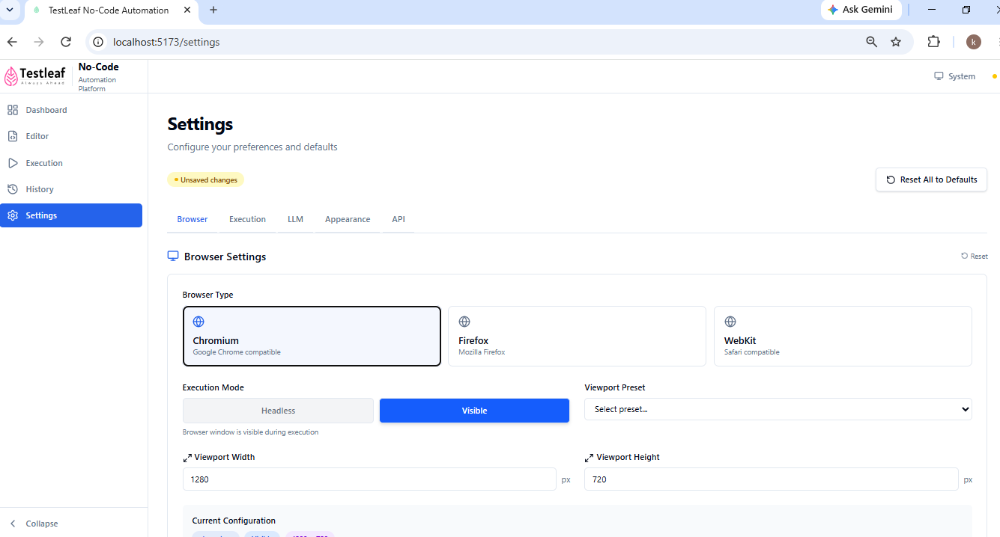 TestLeaf No-Code Automation
Ask Gemini
localhost:5173/settings
k
Testleaf
Always Ahead
No-Code
Automation
Platform
System
Dashboard
Editor
Execution
History
Settings
Collapse
Settings
Configure your preferences and defaults
Unsaved changes
Reset All to Defaults
Browser Execution LLM Appearance API
Browser Settings
Reset
Browser Type
Chromium
Google Chrome compatible
Firefox
Mozilla Firefox
WebKit
Safari compatible
Execution Mode
Headless Visible
Browser window is visible during execution
Viewport Preset
Select preset...
Viewport Width
1280 px
Viewport Height
720 px
Current Configuration